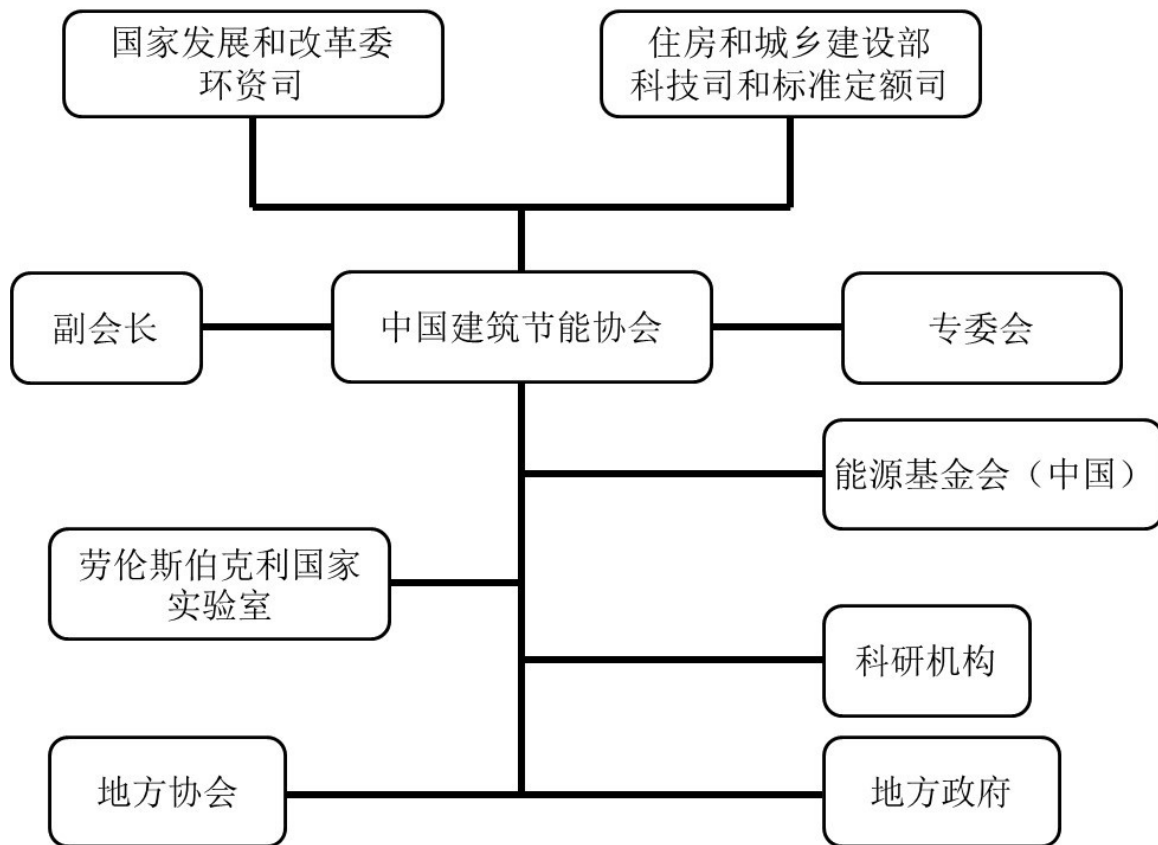 国家发展和改革委
环资司
住房和城乡建设部
科技司和标准定额司
副会长
中国建筑节能协会
专委会
能源基金会（中国）
劳伦斯伯克利国家
实验室
科研机构
地方协会
地方政府